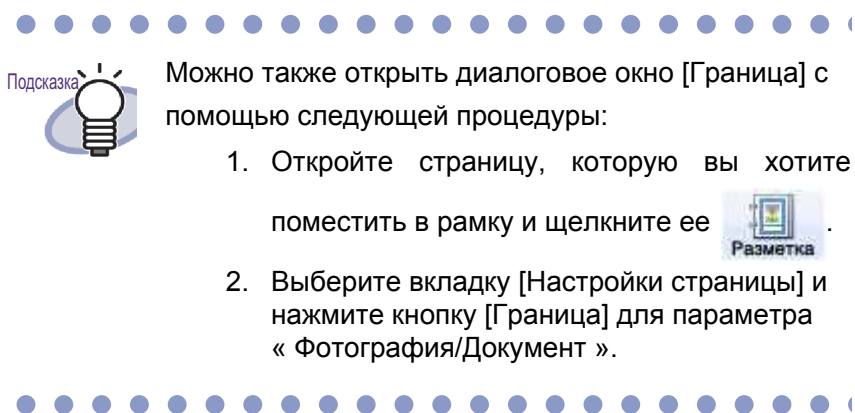 Подсказка
Можно также открыть диалоговое окно [Граница] с
помощью следующей процедуры:
1. Откройте страницу, которую вы хотите
поместить в рамку и щелкните ее Разметка .
2. Выберите вкладку [Настройки страницы] и
нажмите кнопку [Граница] для параметра
« Фотография/Документ ».